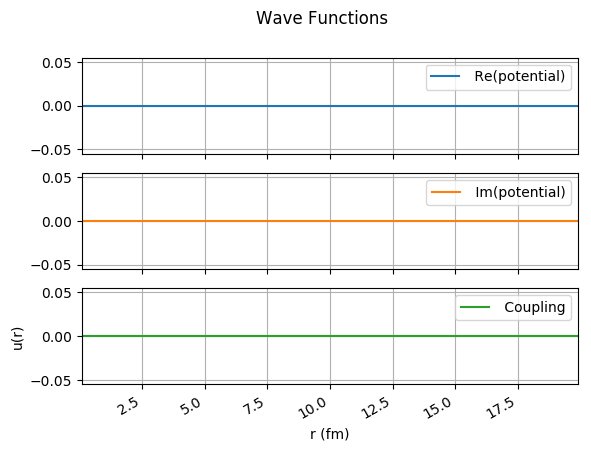 Wave Functions
0.05
0.00
−0.05
Re(potential)
0.05
0.00
−0.05
Im(potential)
0.05
0.00
−0.05
Coupling
u(r)
2.5 5.0 7.5 10.0 12.5 15.0 17.5
r (fm)